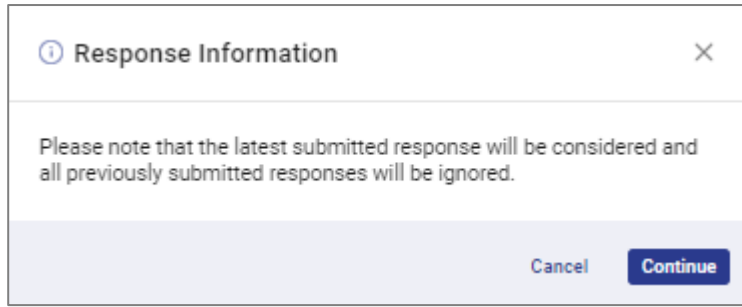 Response Information
Please note that the latest submitted response will be considered and
all previously submitted responses will be ignored.
Cancel
Continue